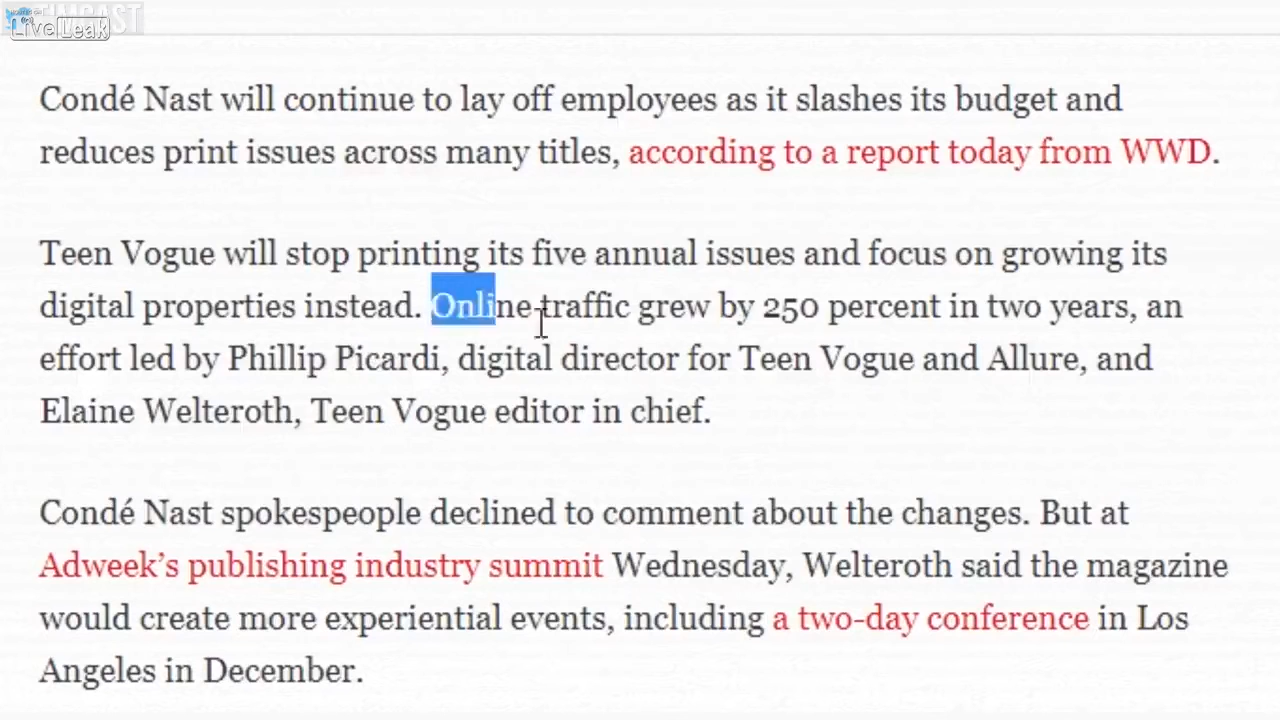 TIMCAST
LiveLeak
Condé Nast will continue to lay off employees as it slashes its budget and
reduces print issues across many titles, according to a report today from WWD.
Teen Vogue will stop printing its five annual issues and focus on growing its
digital properties instead. Online traffic grew by 250 percent in two years, an
effort led by Phillip Picardi, digital director for Teen Vogue and Allure, and
Elaine Welteroth, Teen Vogue editor in chief.
Condé Nast spokespeople declined to comment about the changes. But at
Adweek’s publishing industry summit Wednesday, Welteroth said the magazine
would create more experiential events, including a two-day conference in Los
Angeles in December.